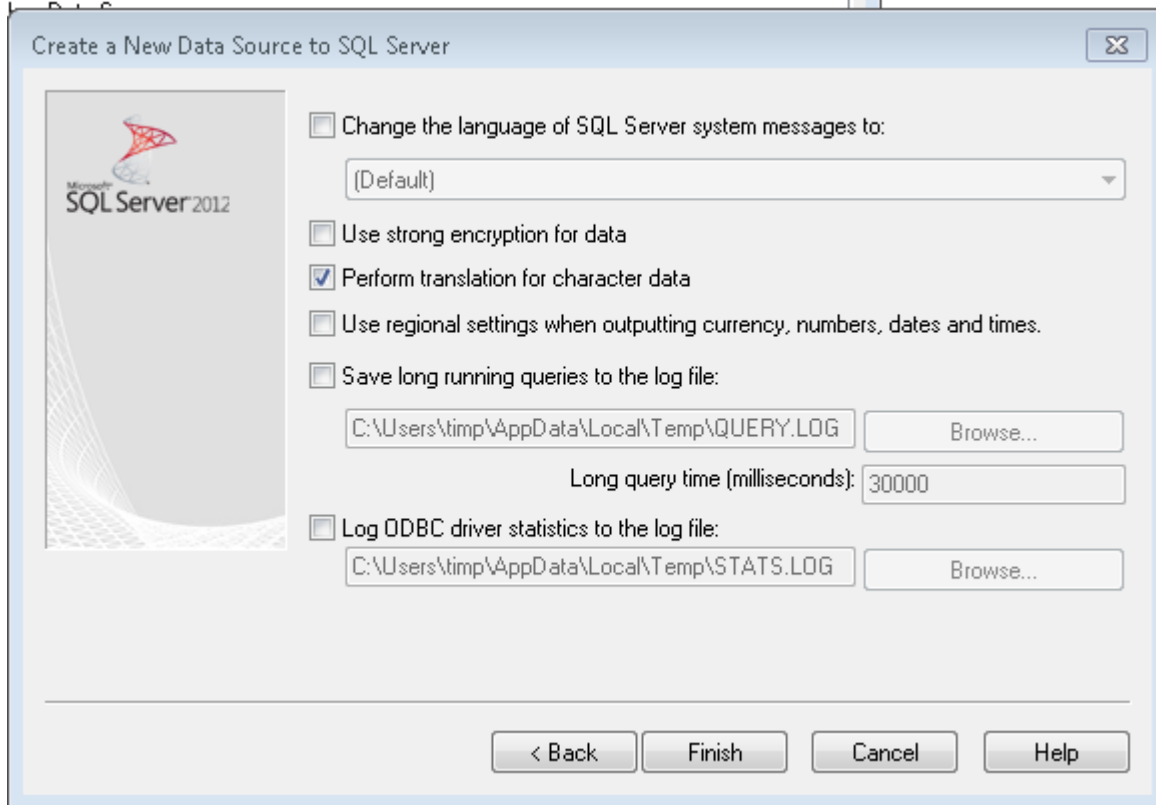 Create a New Data Source to SQL Server
Microsoft
SQL Server 2012
Change the language of SQL Server system messages to:
(Default)
Use strong encryption for data
Perform translation for character data
Use regional settings when outputting currency, numbers, dates and times.
Save long running queries to the log file:
C:\Users\timp\AppData\Local\Temp\QUERY.LOG Browse...
Long query time (milliseconds): 30000
Log ODBC driver statistics to the log file:
C:\Users\timp\AppData\Local\Temp\STATS.LOG Browse...
< Back Finish Cancel Help